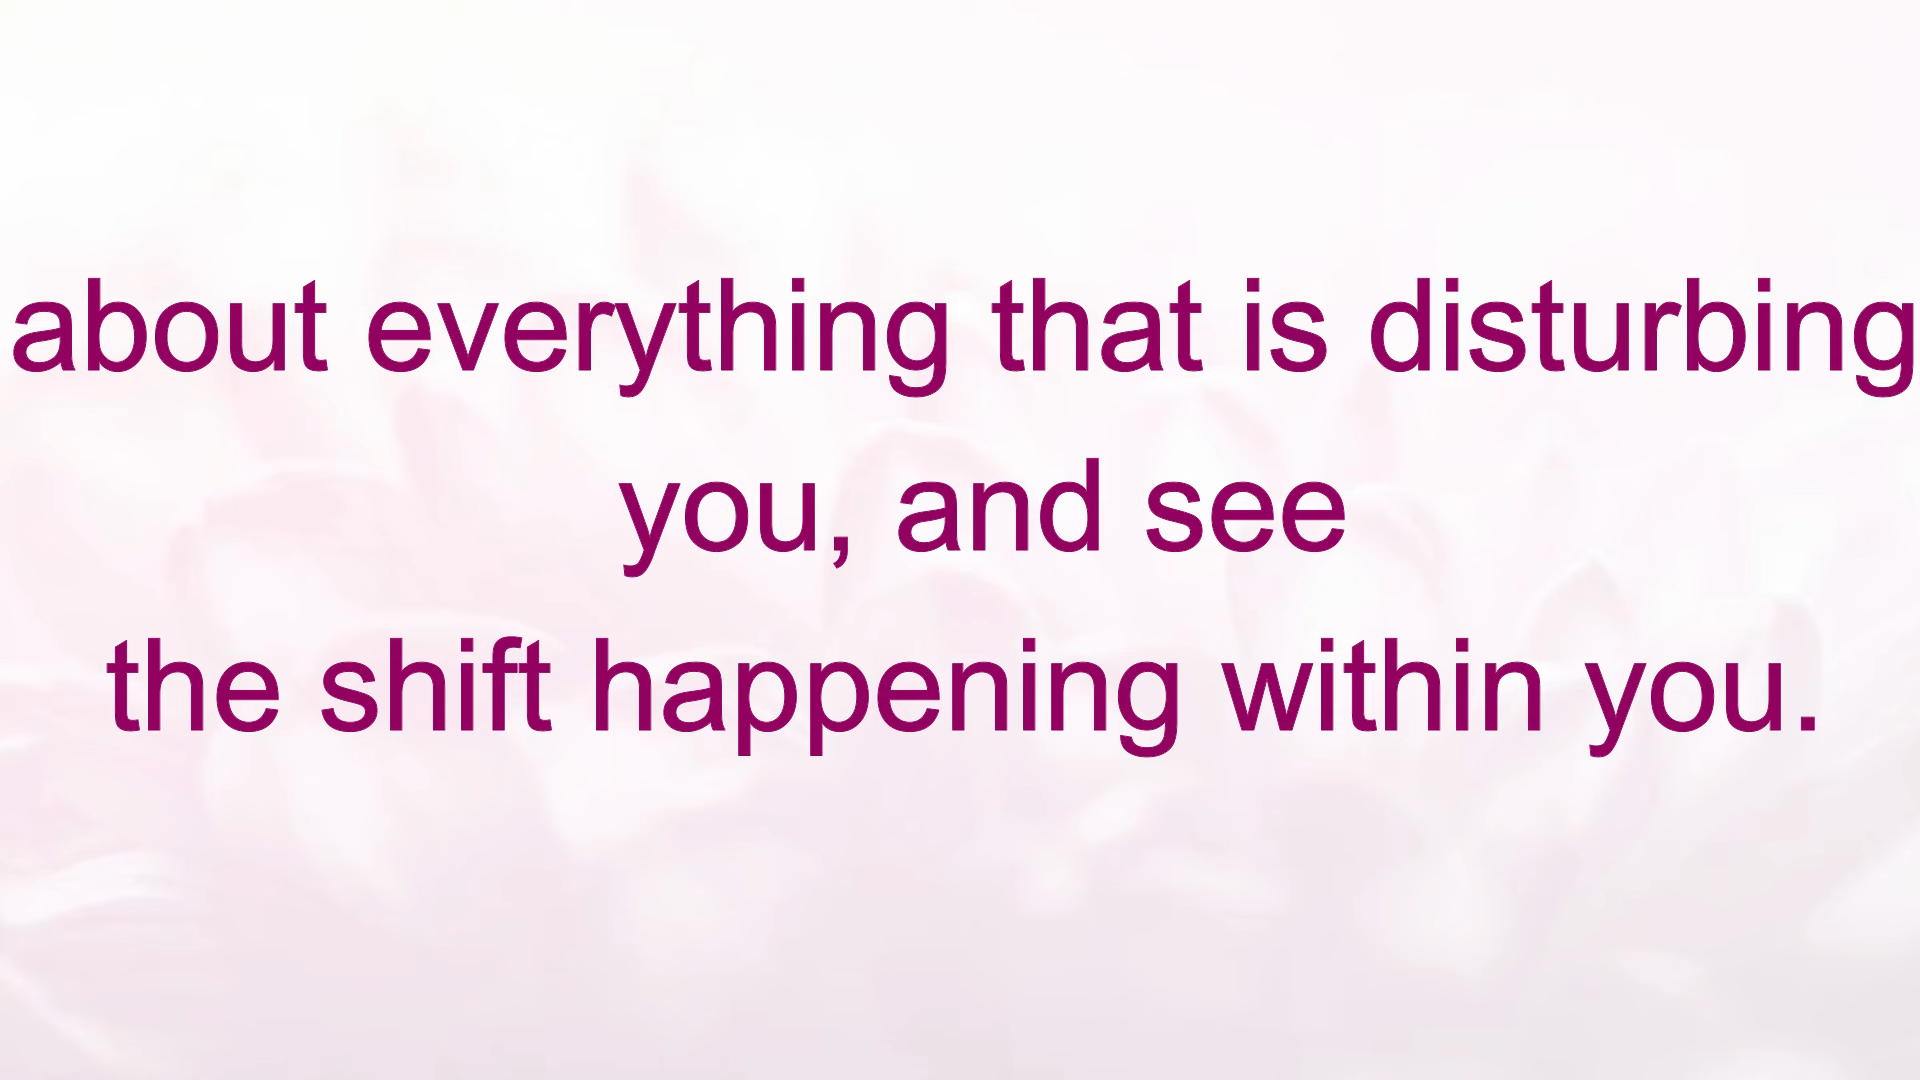 about everything that is disturbing
you, and see
the shift happening within you.